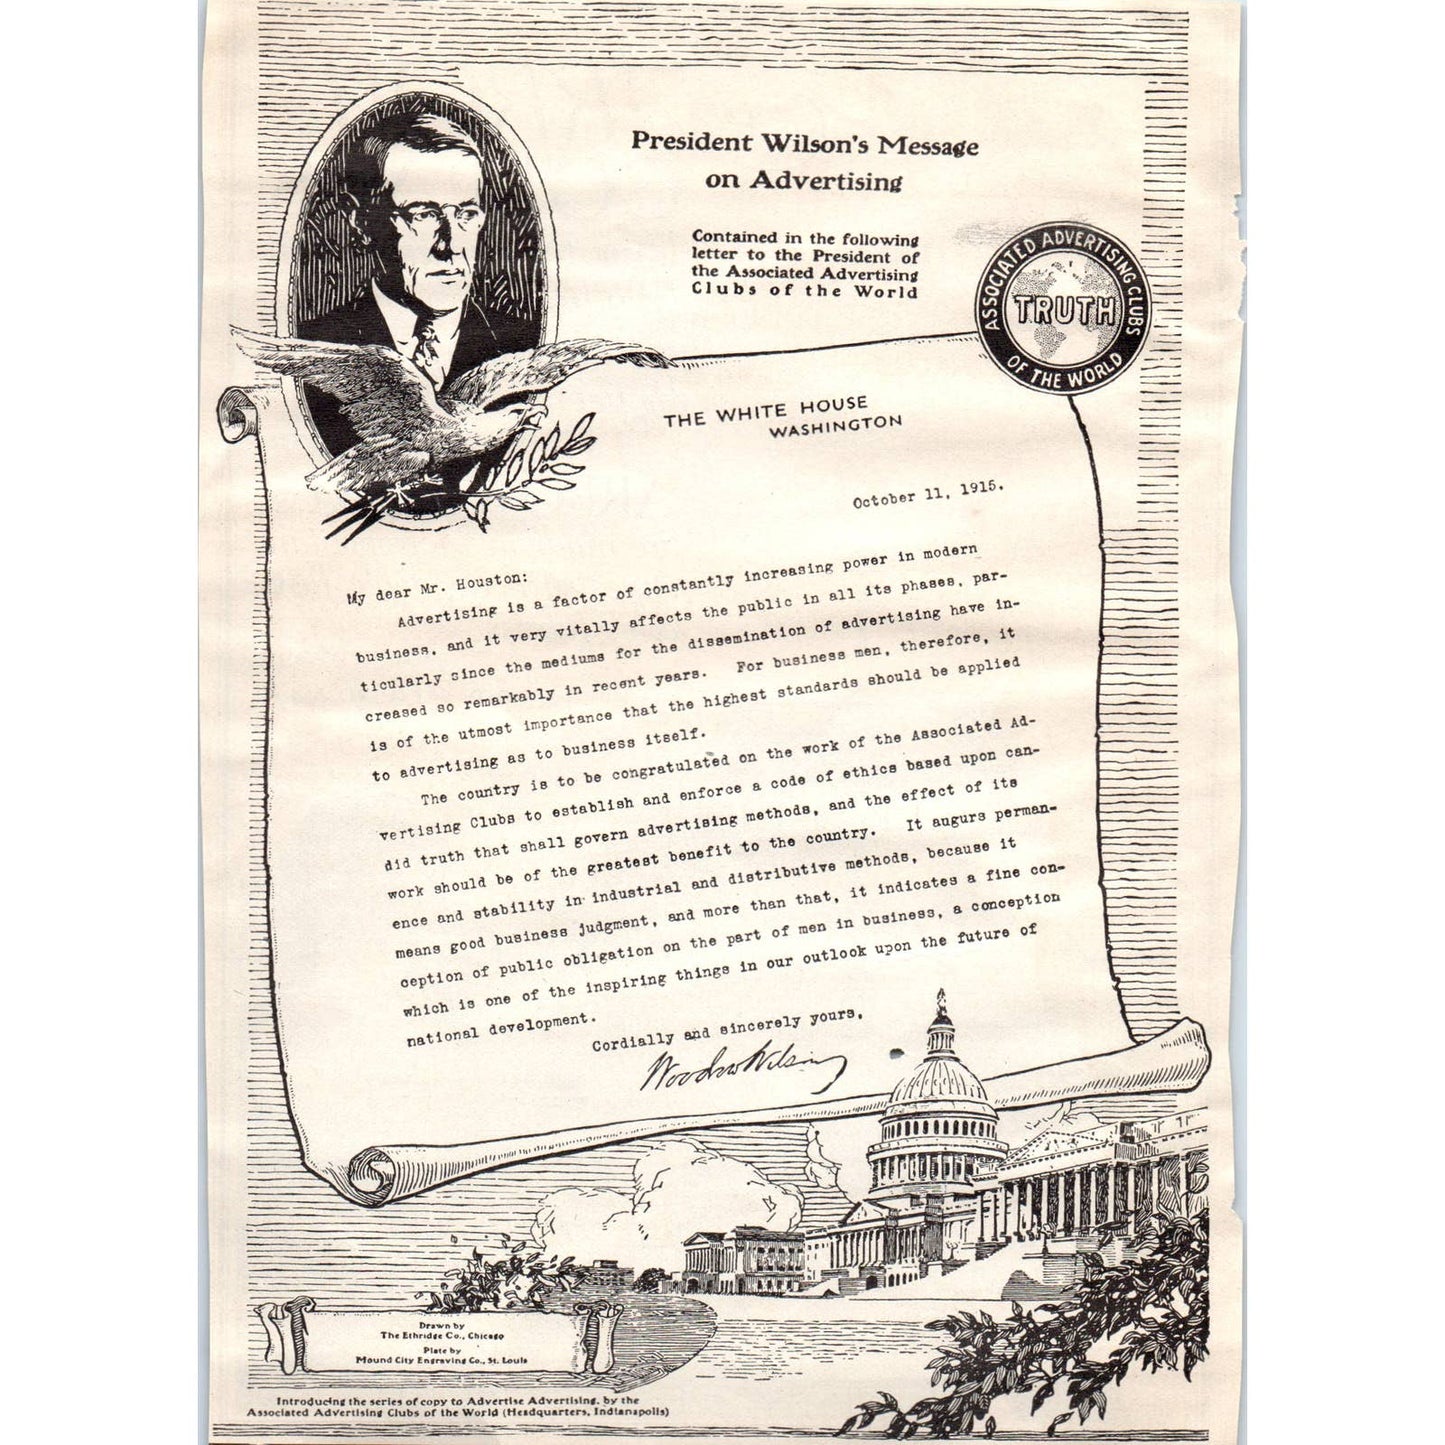 President Wilson's Message
on Advertising
Contained in the following
letter to the President of
the Associated Advertising
Clubs of the World
ASSOCIATED ADVERTISING CLUBS
TRUTH
OF THE WORLD
THE WHITE HOUSE
WASHINGTON
October 11, 1915.
My dear Mr. Houston:
Advertising is a factor of constantly increasing power in modern
business, and it very vitally affects the public in all its phases, par-
ticularly since the mediums for the dissemination of advertising have in-
creased so remarkably in recent years. For business men, therefore, it
is of the utmost importance that the highest standards should be applied
to advertising as to business itself.
The country is to be congratulated on the work of the Associated Ad-
vertising Clubs to establish and enforce a code of ethics based upon can-
did truth that shall govern advertising methods, and the effect of its
work should be of the greatest benefit to the country. It augurs perman-
ence and stability in industrial and distributive methods, because it
means good business judgment, and more than that, it indicates a fine con-
ception of public obligation on the part of men in business, a conception
which is one of the inspiring things in our outlook upon the future of
national development.
Cordially and sincerely yours,
Woodrow Wilson
Drawn by
The Ethridge Co., Chicago
Plate by
Mound City Engraving Co., St. Louis
Introducing the series of copy to Advertise Advertising, by the
Associated Advertising Clubs of the World (Headquarters, Indianapolis)